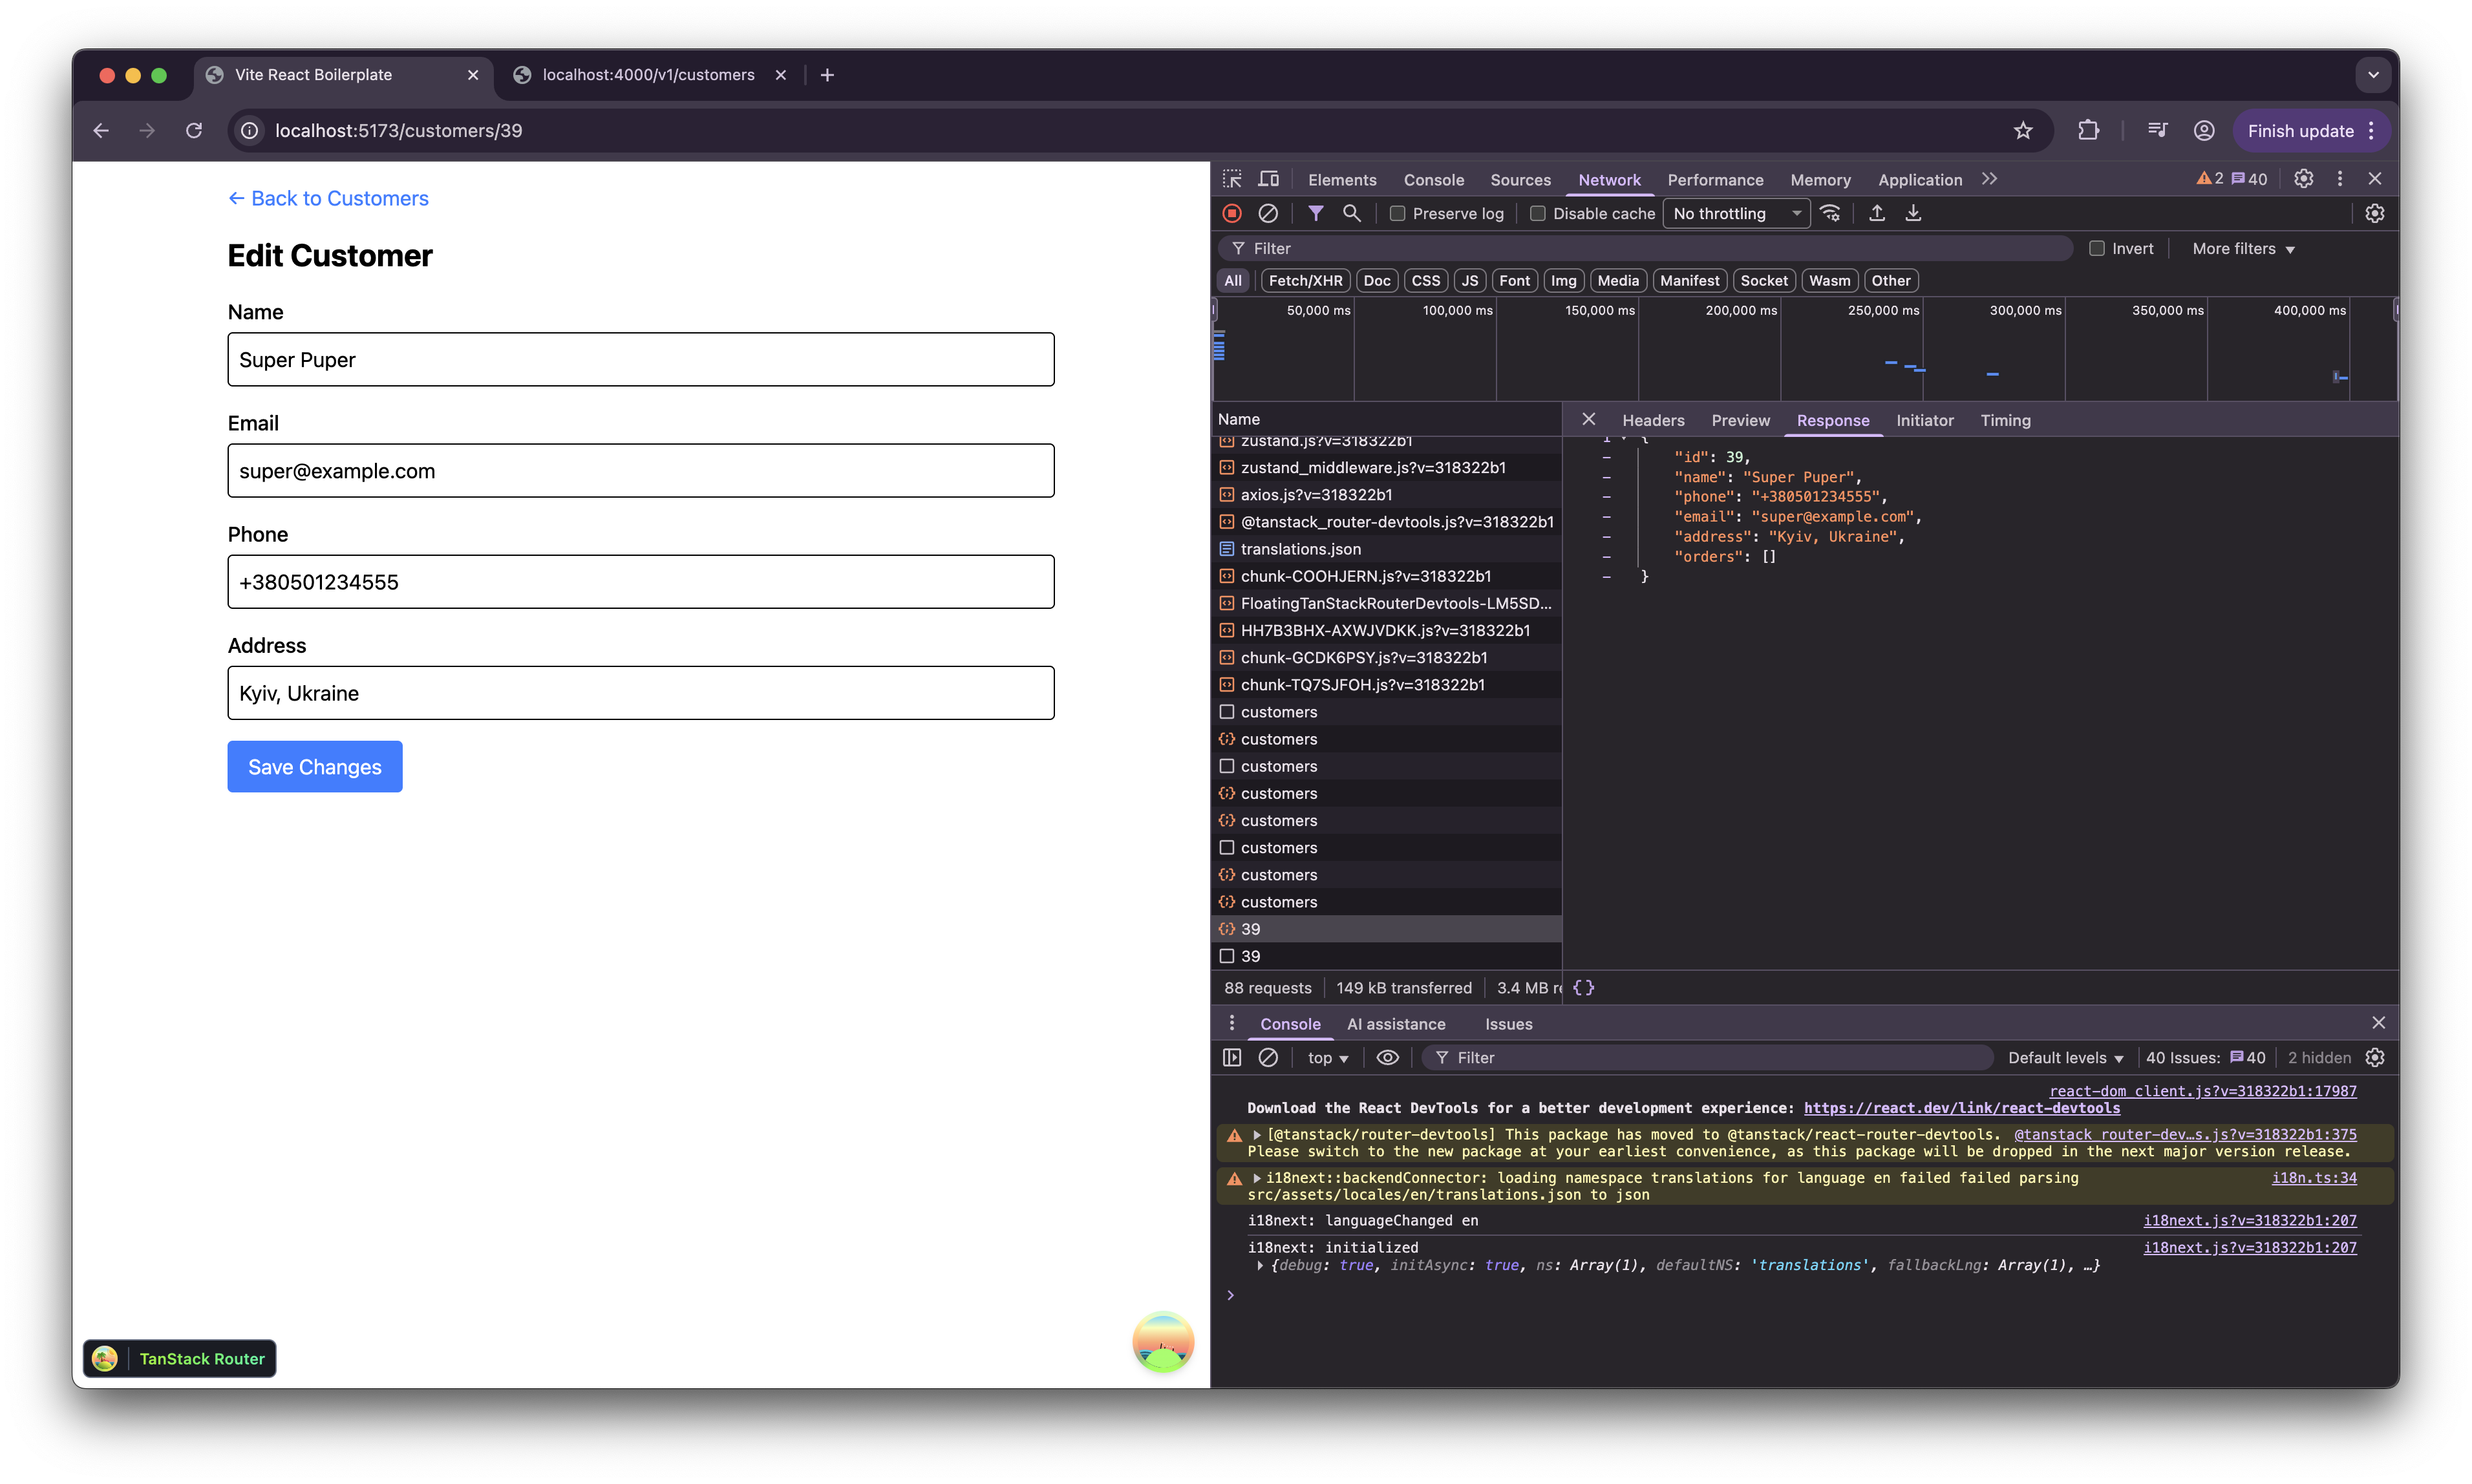 Vite React Boilerplate
localhost:4000/v1/customers
localhost:5173/customers/39
Finish update
← Back to Customers
Edit Customer
Name
Super Puper
Email
super@example.com
Phone
+380501234555
Address
Kyiv, Ukraine
Save Changes
TanStack Router
Elements Console Sources Network Performance Memory Application 2 40
Preserve log Disable cache No throttling
Filter Invert More filters
All Fetch/XHR Doc CSS JS Font Img Media Manifest Socket Wasm Other
50,000 ms 100,000 ms 150,000 ms 200,000 ms 250,000 ms 300,000 ms 350,000 ms 400,000 ms
Name
zustand.js?v=318322b1
zustand_middleware.js?v=318322b1
axios.js?v=318322b1
@tanstack_router-devtools.js?v=318322b1
translations.json
chunk-COOHJERN.js?v=318322b1
FloatingTanStackRouterDevtools-LM5SD...
HH7B3BHX-AXWJVDKK.js?v=318322b1
chunk-GCDK6PSY.js?v=318322b1
chunk-TQ7SJFOH.js?v=318322b1
customers
customers
customers
customers
customers
customers
customers
customers
39
39
88 requests 149 kB transferred 3.4 MB re
Headers Preview Response Initiator Timing
1 {
"id": 39,
"name": "Super Puper",
"phone": "+380501234555",
"email": "super@example.com",
"address": "Kyiv, Ukraine",
"orders": []
}
{ }
Console AI assistance Issues
top Filter Default levels 40 Issues: 40 2 hidden
react-dom_client.js?v=318322b1:17987
Download the React DevTools for a better development experience: https://react.dev/link/react-devtools
[@tanstack/router-devtools] This package has moved to @tanstack/react-router-devtools. @tanstack_router-dev…s.js?v=318322b1:375
Please switch to the new package at your earliest convenience, as this package will be dropped in the next major version release.
i18next::backendConnector: loading namespace translations for language en failed failed parsing i18n.ts:34
src/assets/locales/en/translations.json to json
i18next: languageChanged en i18next.js?v=318322b1:207
i18next: initialized i18next.js?v=318322b1:207
{debug: true, initAsync: true, ns: Array(1), defaultNS: 'translations', fallbackLng: Array(1), …}